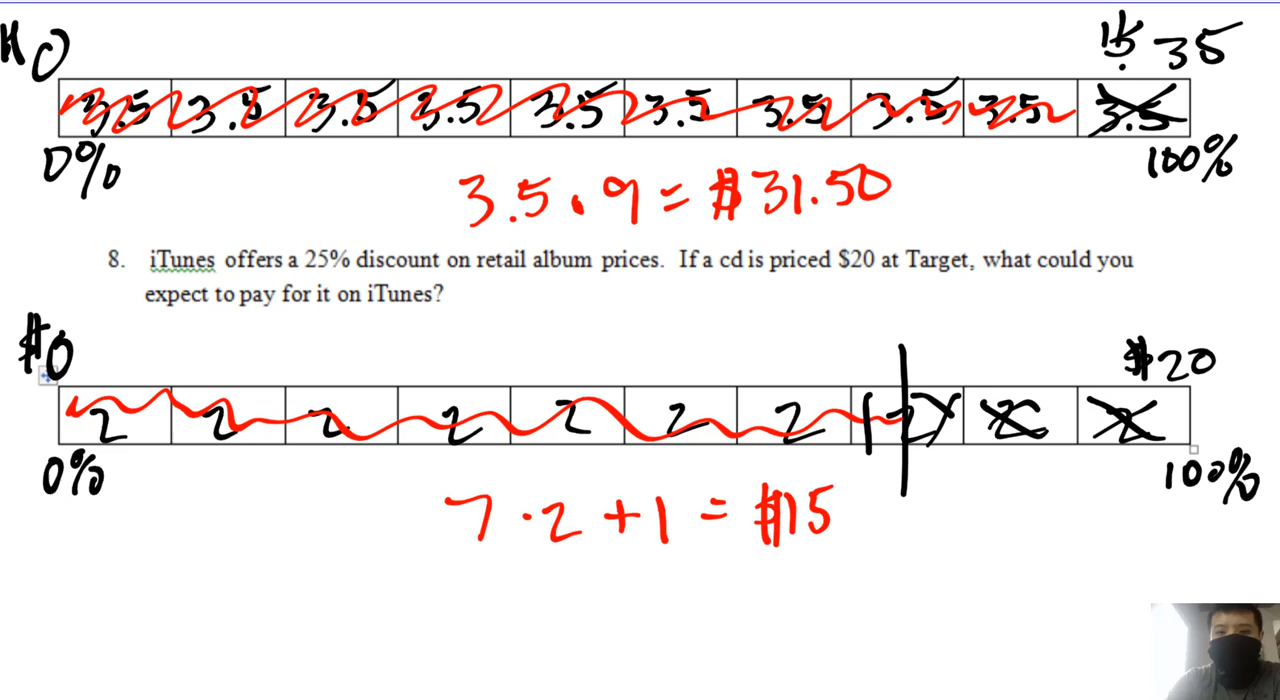 $0 $35
3.5 3.5 3.5 3.5 3.5 3.5 3.5 3.5 3.5 3.5
0% 100%
3.5 · 9 = $31.50
8. iTunes offers a 25% discount on retail album prices. If a cd is priced $20 at Target, what could you
expect to pay for it on iTunes?
$0 $20
2 2 2 2 2 2 2 1 2 2 2
0% 100%
7 · 2 + 1 = $15